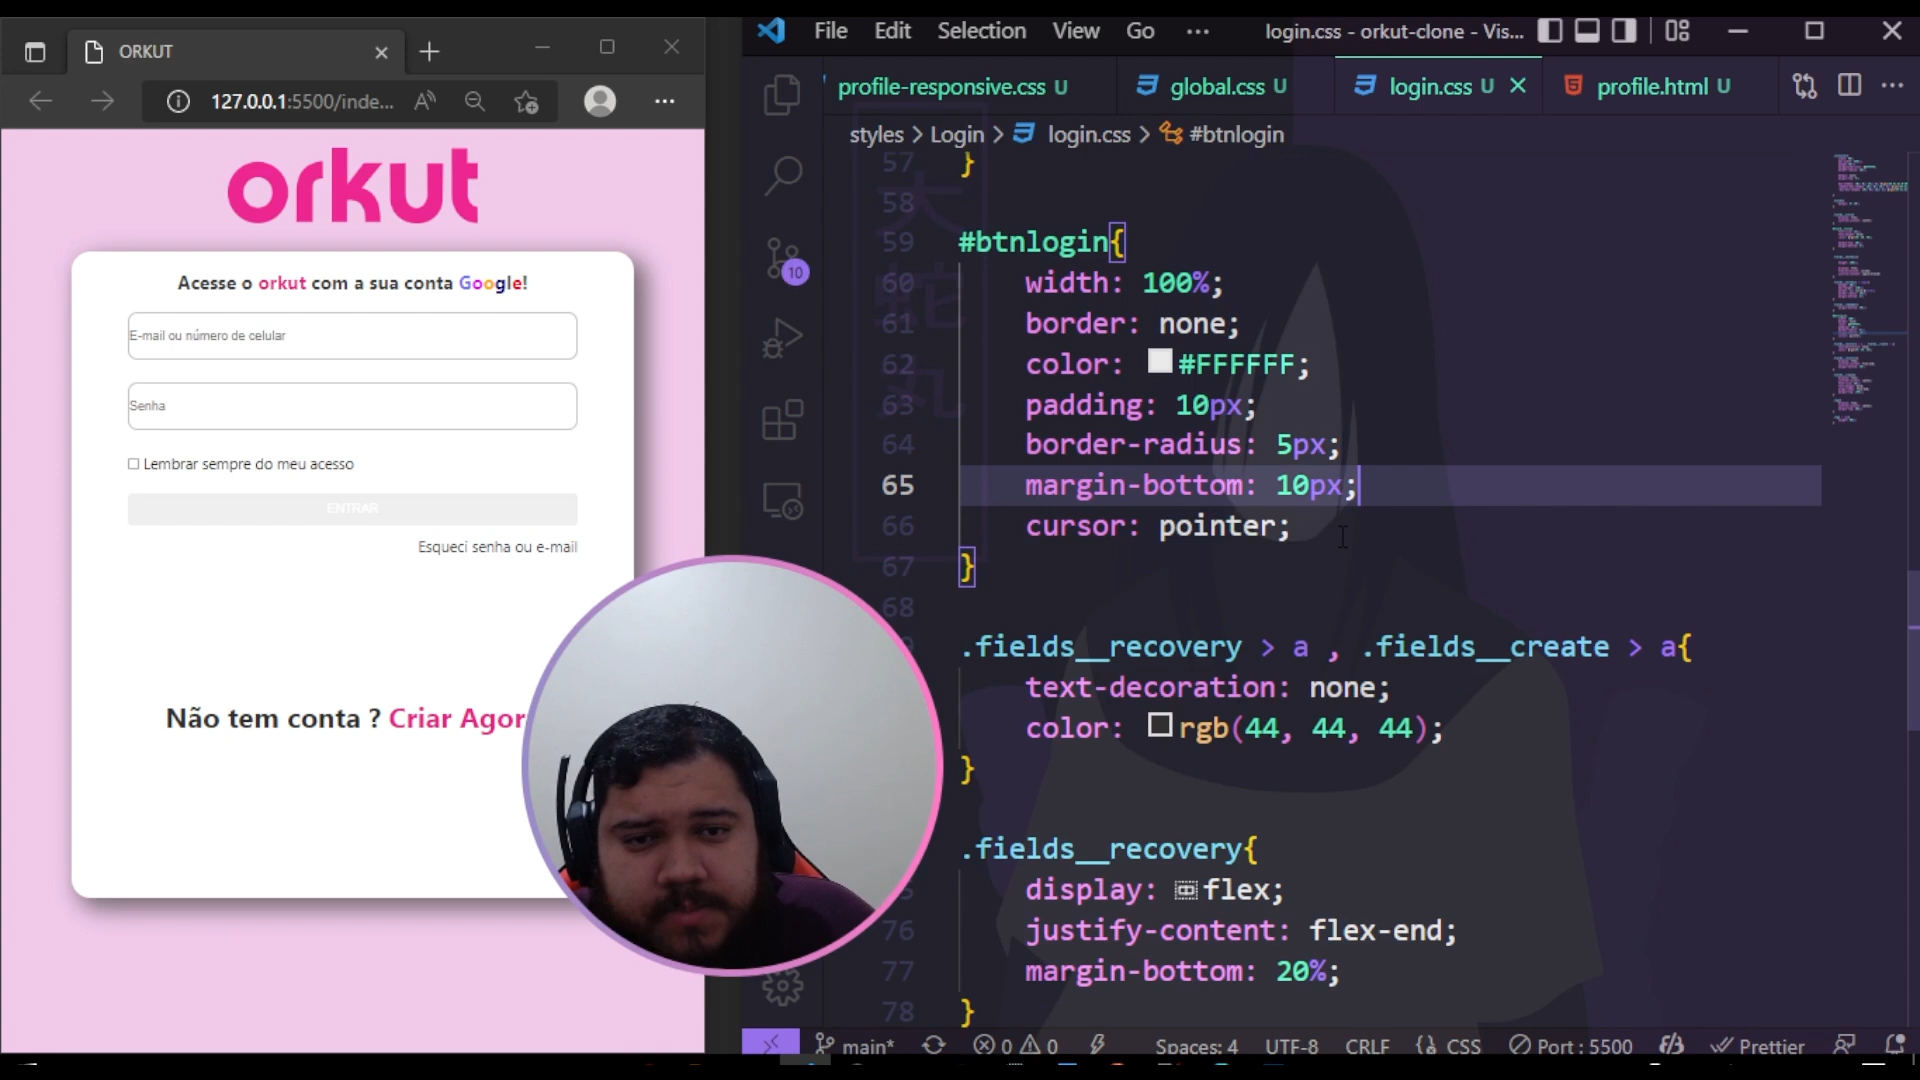 ORKUT
127.0.0.1:5500/inde...
orkut
Acesse o orkut com a sua conta Google!
E-mail ou número de celular
Senha
Lembrar sempre do meu acesso
ENTRAR
Esqueci senha ou e-mail
Não tem conta ? Criar Agor
File Edit Selection View Go ··· login.css - orkut-clone - Vis...
profile-responsive.css U global.css U login.css U profile.html U
styles > Login > login.css > #btnlogin
10
57 }
58
59 #btnlogin{
60 width: 100%;
61 border: none;
62 color: #FFFFFF;
63 padding: 10px;
64 border-radius: 5px;
65 margin-bottom: 10px;
66 cursor: pointer;
67 }
68
.fields__recovery > a , .fields__create > a{
text-decoration: none;
color: rgb(44, 44, 44);
}
.fields__recovery{
display: flex;
76 justify-content: flex-end;
77 margin-bottom: 20%;
78 }
main* 0 0 Spaces: 4 UTF-8 CRLF CSS Port : 5500 Prettier
大
蛇
丸